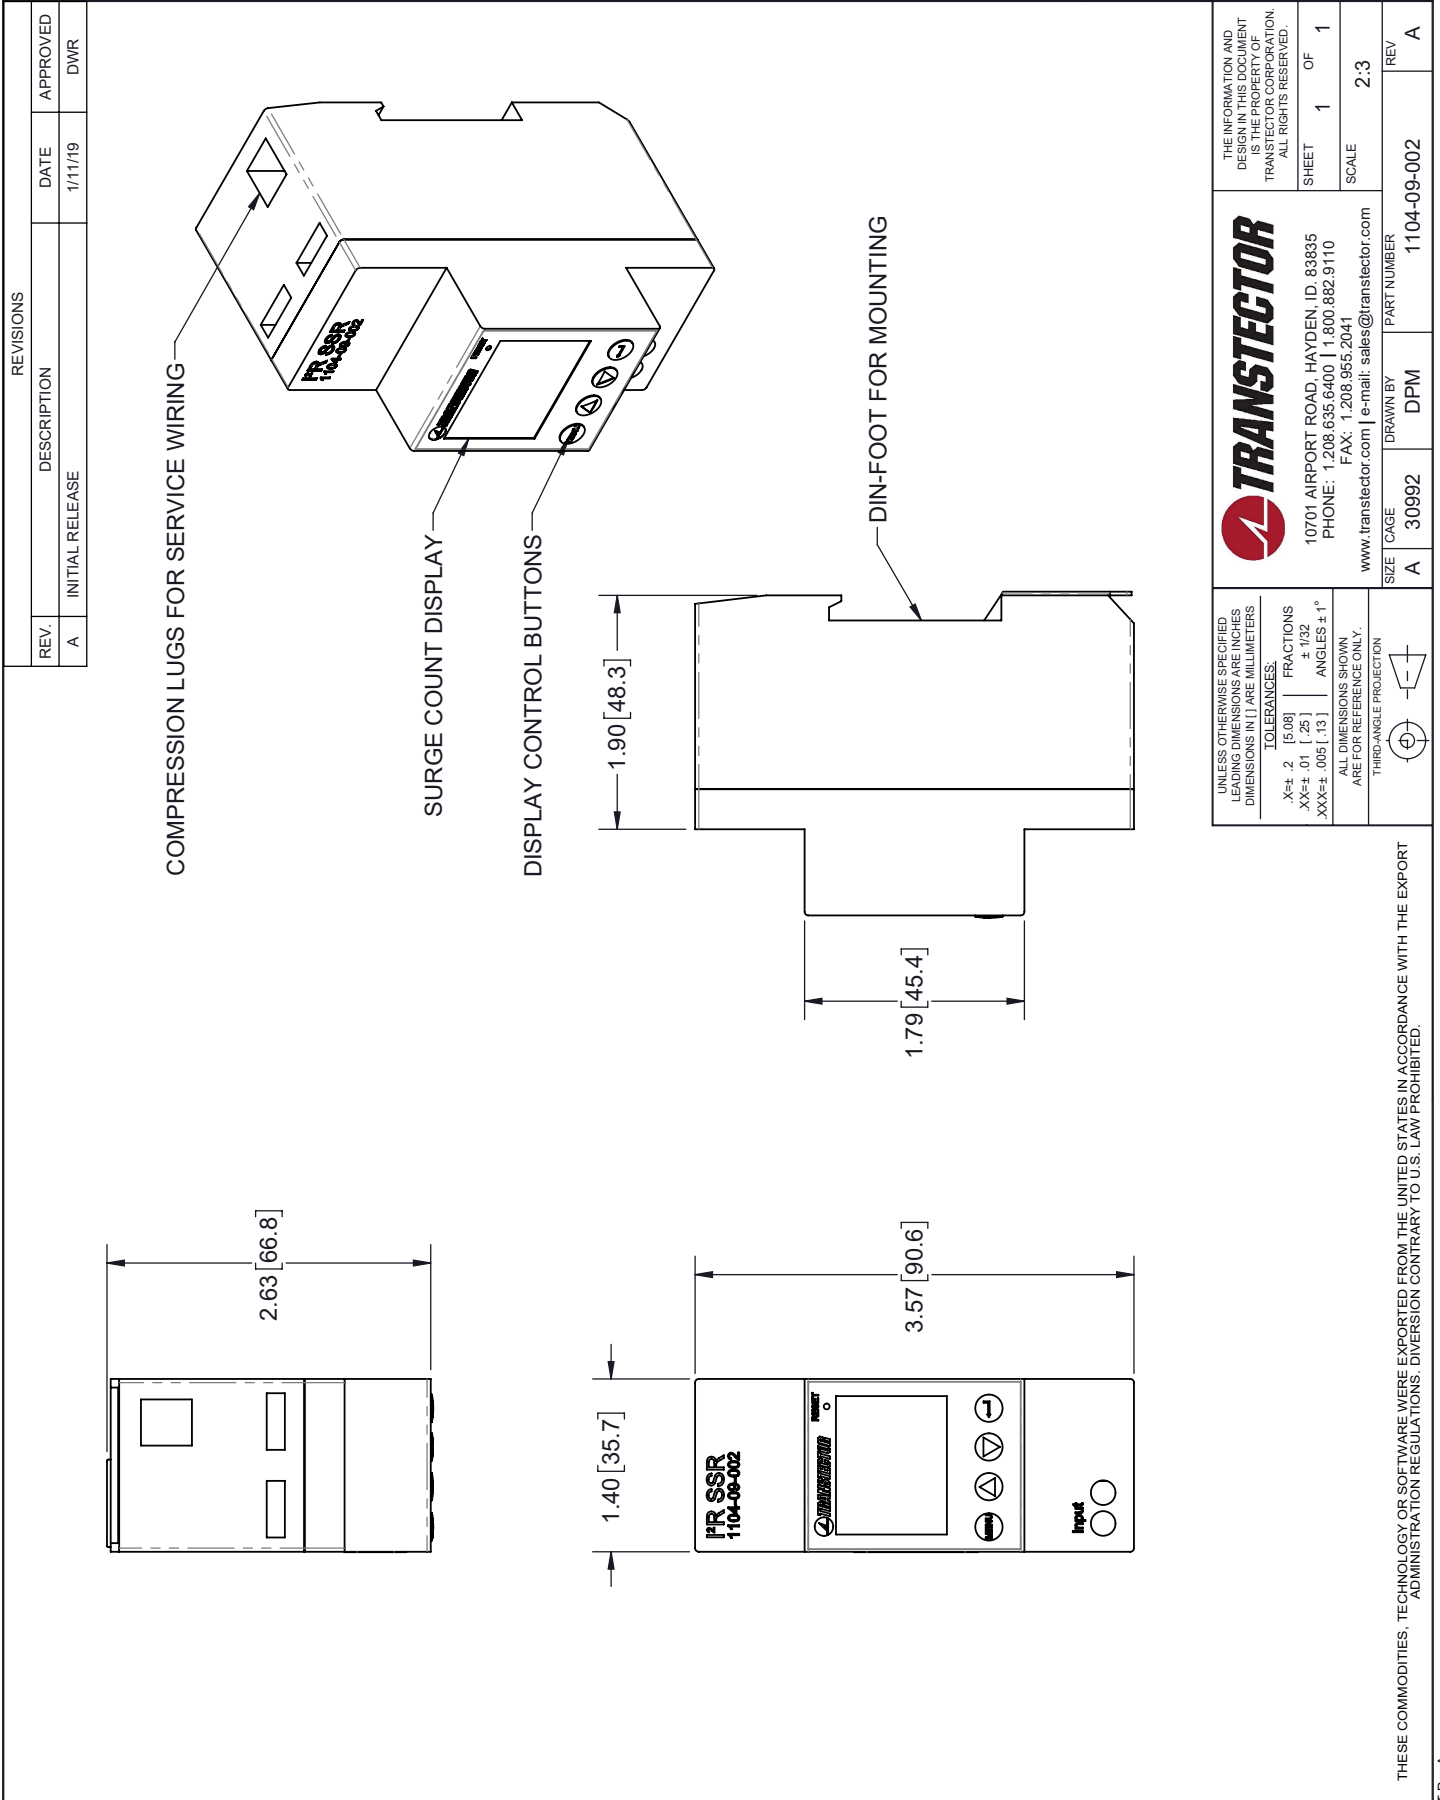 REVISIONS
REV. DESCRIPTION DATE APPROVED
A INITIAL RELEASE 1/11/19 DWR
COMPRESSION LUGS FOR SERVICE WIRING
SURGE COUNT DISPLAY
DISPLAY CONTROL BUTTONS
I²R SSR
1104-09-002
TRANSTECTOR
RESET
MENU
2.63 [66.8]
1.40 [35.7]
1.90 [48.3]
DIN-FOOT FOR MOUNTING
I²R SSR
1104-09-002
TRANSTECTOR
RESET
MENU
Input
3.57 [90.6]
1.79 [45.4]
UNLESS OTHERWISE SPECIFIED
LEADING DIMENSIONS ARE INCHES
DIMENSIONS IN [ ] ARE MILLIMETERS
TOLERANCES:
.X=± .2 [5.08] FRACTIONS
.XX=± .01 [ .25 ] ± 1/32
.XXX=± .005 [ .13 ] ANGLES ± 1°
ALL DIMENSIONS SHOWN
ARE FOR REFERENCE ONLY.
THIRD-ANGLE PROJECTION
TRANSTECTOR
10701 AIRPORT ROAD, HAYDEN, ID. 83835
PHONE: 1.208.635.6400 | 1.800.882.9110
FAX: 1.208.955.2041
www.transtector.com | e-mail: sales@transtector.com
THE INFORMATION AND
DESIGN IN THIS DOCUMENT
IS THE PROPERTY OF
TRANSTECTOR CORPORATION.
ALL RIGHTS RESERVED.
SHEET 1 OF 1
SCALE 2:3
SIZE CAGE DRAWN BY PART NUMBER REV
A 30992 DPM 1104-09-002 A
THESE COMMODITIES, TECHNOLOGY OR SOFTWARE WERE EXPORTED FROM THE UNITED STATES IN ACCORDANCE WITH THE EXPORT
ADMINISTRATION REGULATIONS. DIVERSION CONTRARY TO U.S. LAW PROHIBITED.